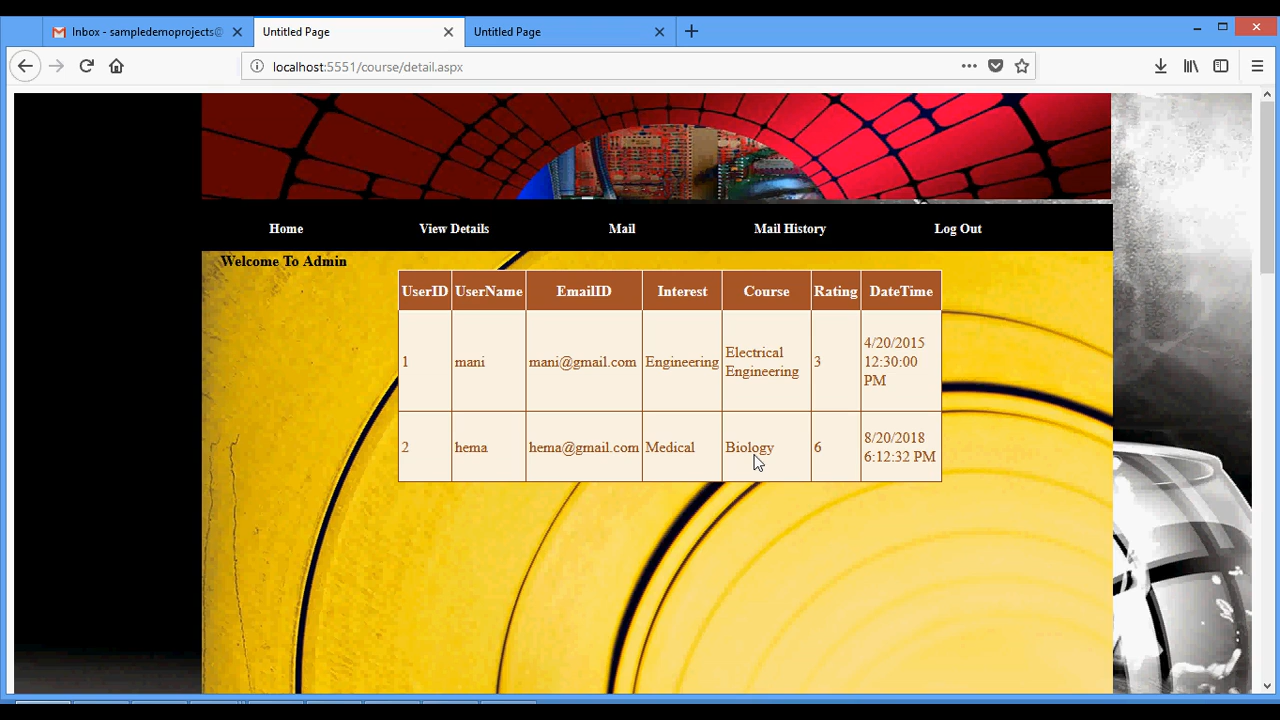 Inbox - sampledemoprojects@
Untitled Page
Untitled Page
localhost:5551/course/detail.aspx
Home View Details Mail Mail History Log Out
Welcome To Admin
UserID UserName EmailID Interest Course Rating DateTime
1 mani mani@gmail.com Engineering Electrical Engineering 3 4/20/2015 12:30:00 PM
2 hema hema@gmail.com Medical Biology 6 8/20/2018 6:12:32 PM